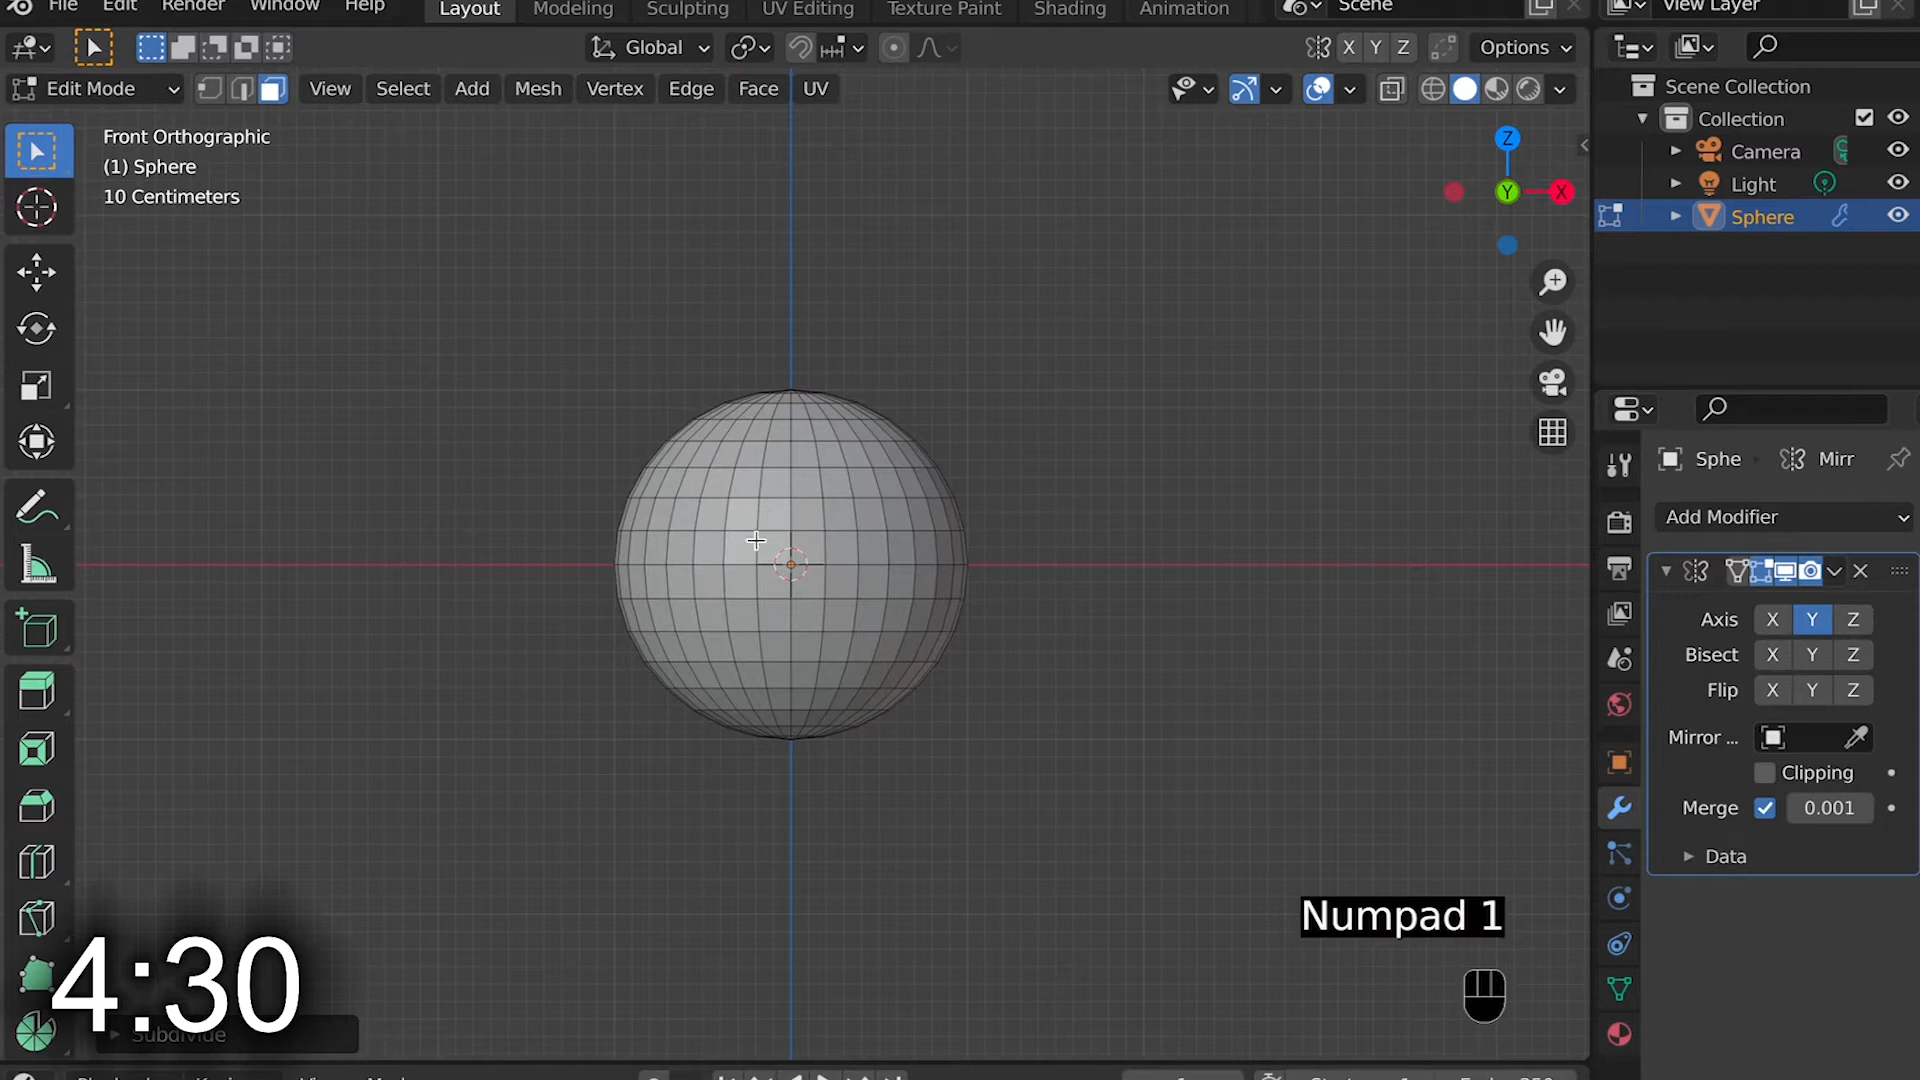 File Edit Render Window Help Layout Modeling Sculpting UV Editing Texture Paint Shading Animation Scene View Layer
Global X Y Z Options
Edit Mode View Select Add Mesh Vertex Edge Face UV
Front Orthographic
(1) Sphere
10 Centimeters
Z
Y
X
Scene Collection
Collection
Camera
Light
Sphere
Sphe Mirr
Add Modifier
Axis X Y Z
Bisect X Y Z
Flip X Y Z
Mirror ...
Clipping
Merge 0.001
Data
Numpad 1
4:30
Subdivide